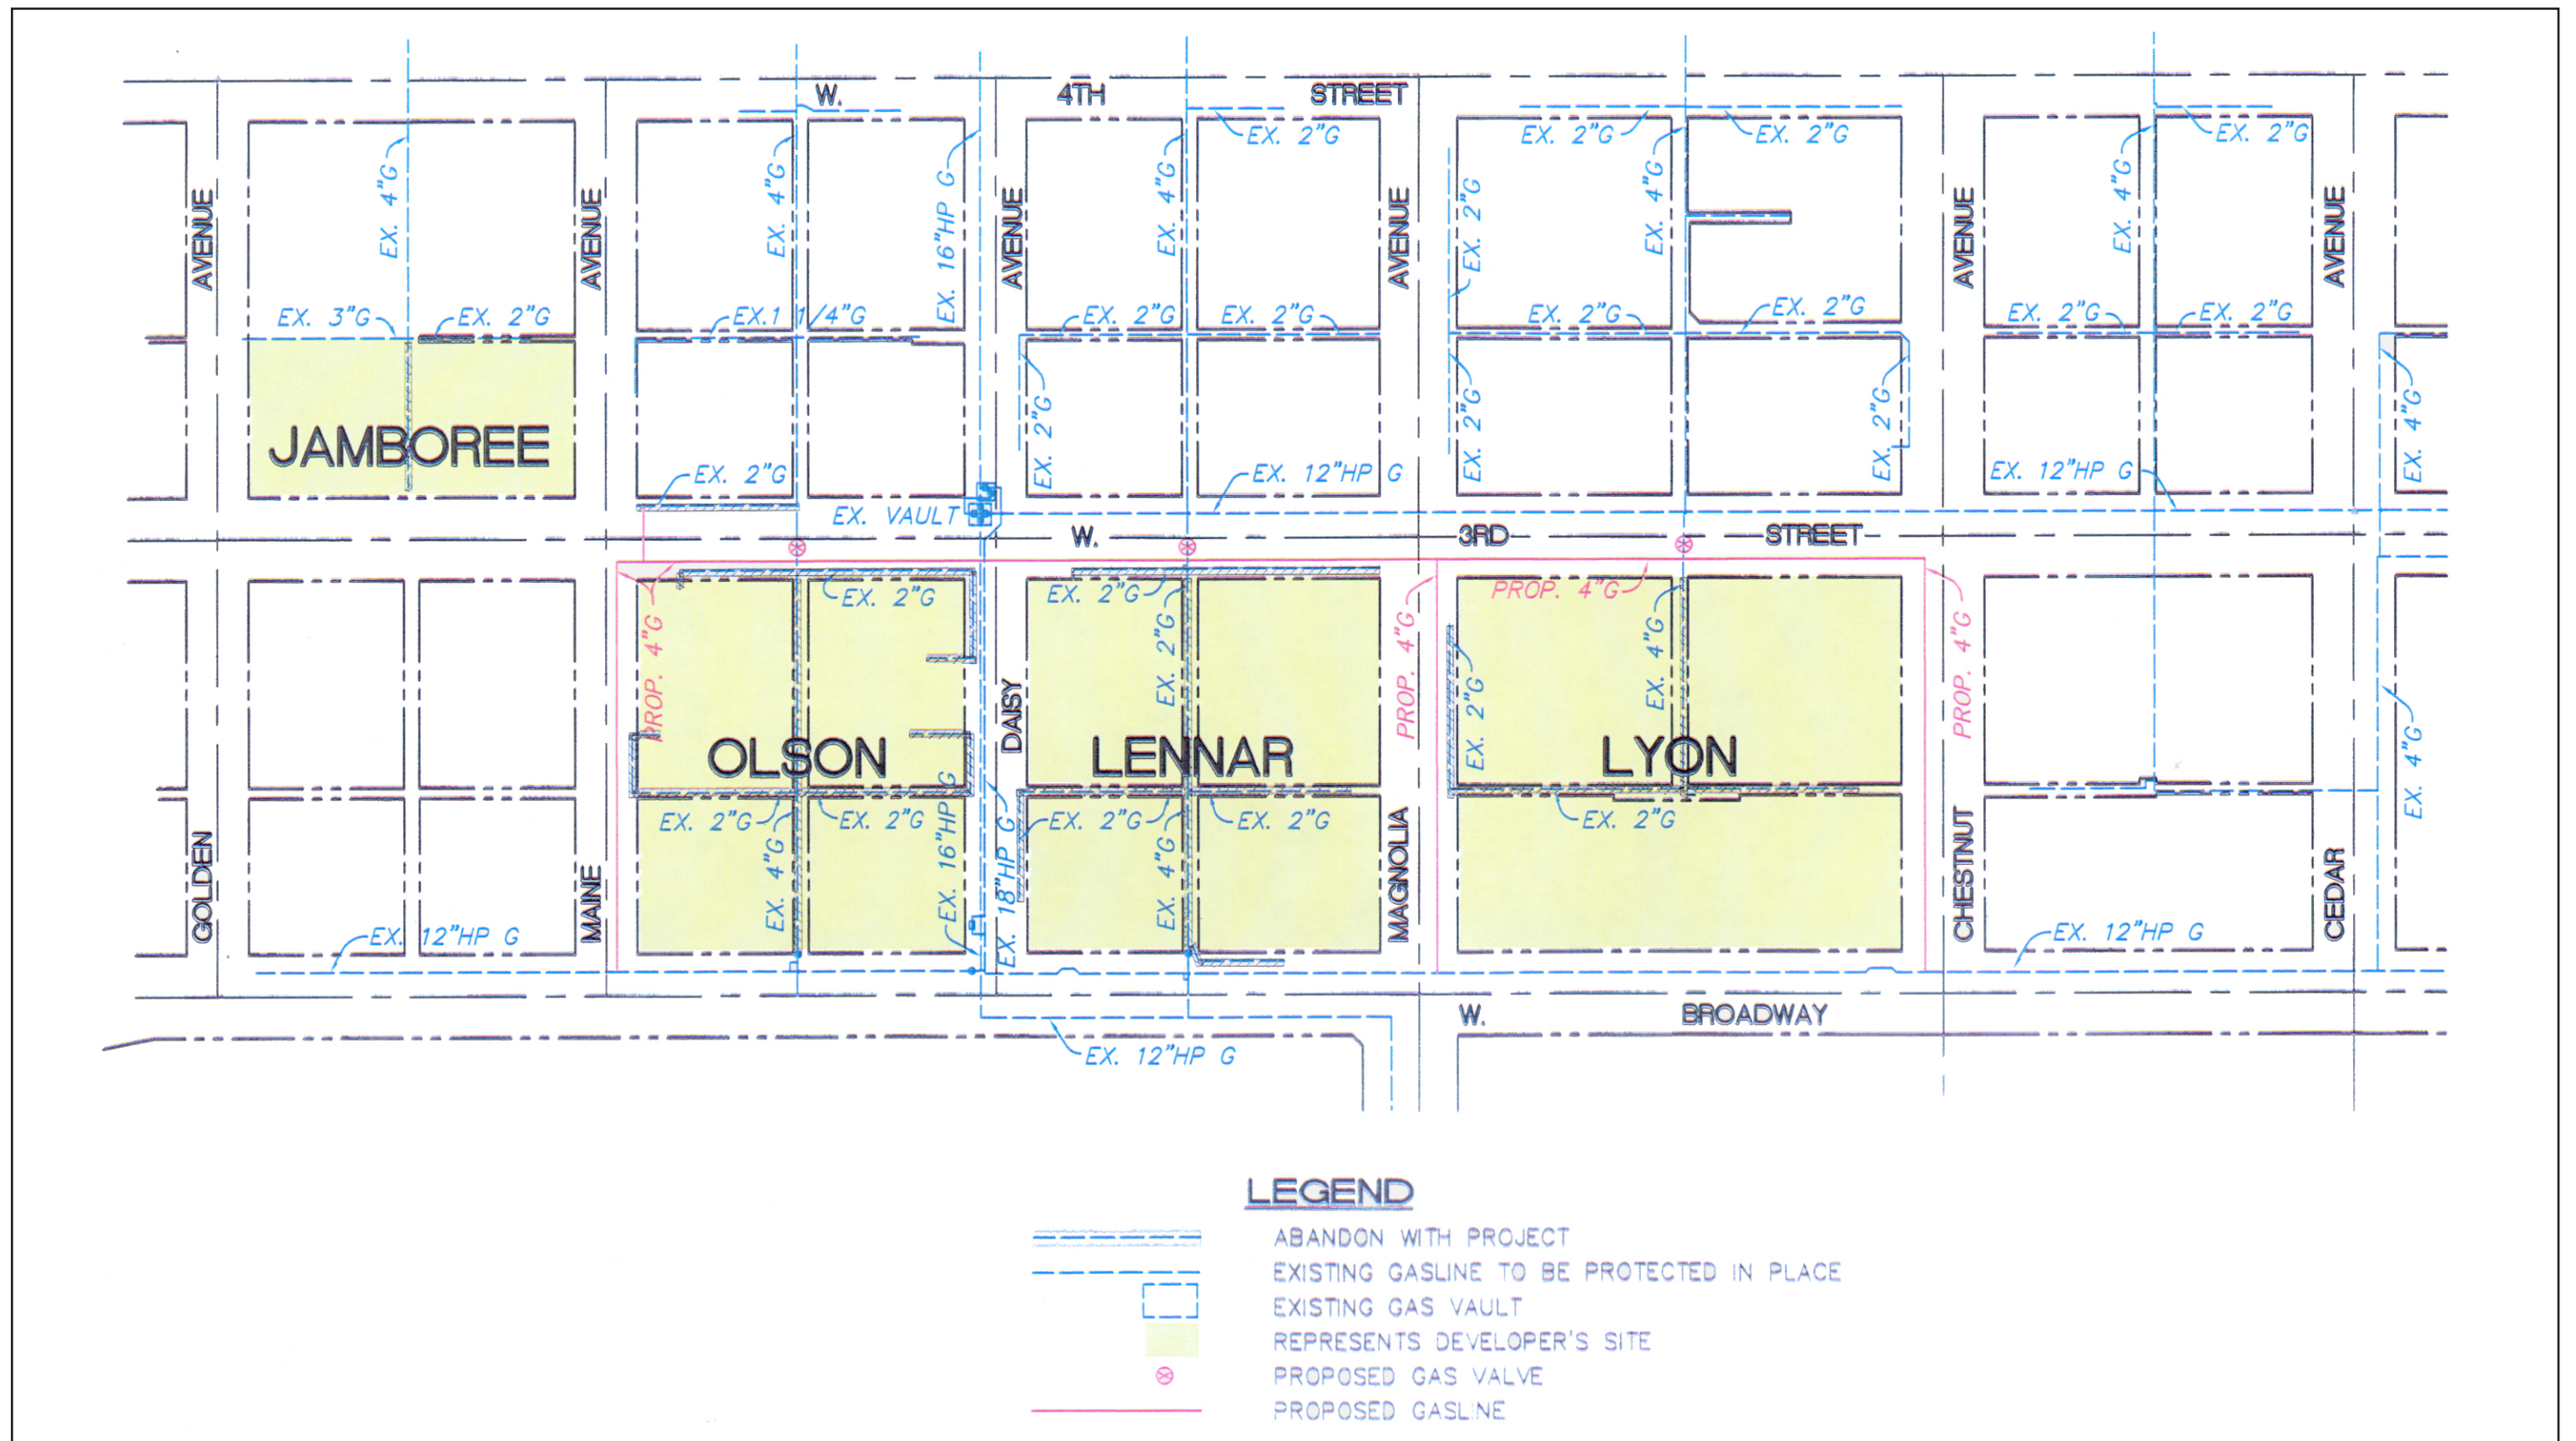 W. 4TH STREET
EX. 2"G
EX. 2"G
EX. 2"G
EX. 2"G
EX. 4"G
EX. 4"G
EX. 16"HP G
EX. 4"G
EX. 2"G
EX. 4"G
EX. 4"G
AVENUE
AVENUE
AVENUE
AVENUE
AVENUE
AVENUE
EX. 3"G
EX. 2"G
EX.1 1/4"G
EX. 2"G
EX. 2"G
EX. 2"G
EX. 2"G
EX. 2"G
EX. 2"G
JAMBOREE
EX. 2"G
EX. 2"G
EX. 2"G
EX. 4"G
EX. 2"G
EX. 12"HP G
EX. 12"HP G
EX. VAULT
W. 3RD STREET
EX. 2"G
EX. 2"G
PROP. 4"G
PROP. 4"G
EX. 2"G
PROP. 4"G
EX. 4"G
PROP. 4"G
EX. 2"G
DAISY
OLSON
LENNAR
LYON
EX. 4"G
EX. 2"G
EX. 2"G
EX. 2"G
EX. 2"G
EX. 2"G
EX. 4"G
EX. 16"HP G
EX. 18"HP G
EX. 4"G
GOLDEN
MAINE
MAGNOLIA
CHESTNUT
CEDAR
EX. 12"HP G
EX. 12"HP G
W. BROADWAY
EX. 12"HP G
LEGEND
ABANDON WITH PROJECT
EXISTING GASLINE TO BE PROTECTED IN PLACE
EXISTING GAS VAULT
REPRESENTS DEVELOPER'S SITE
PROPOSED GAS VALVE
PROPOSED GASLINE